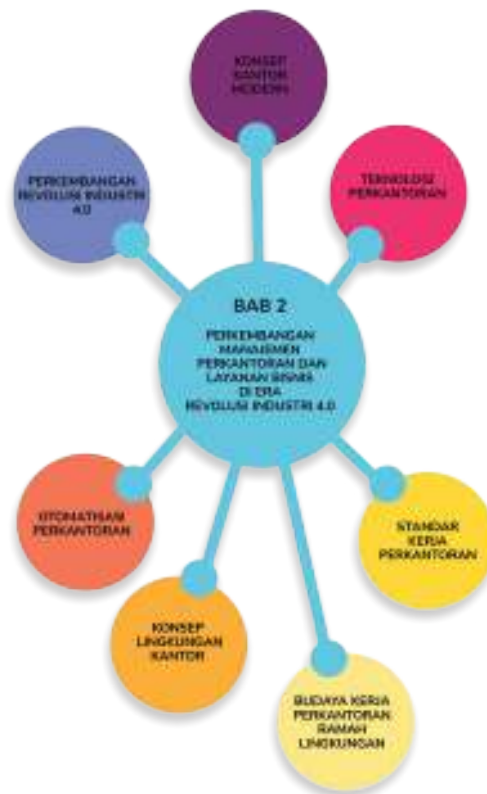 KONSEP
KANTOR
MODERN
PERKEMBANGAN
REVOLUSI INDUSTRI
4.0
TEKNOLOGI
PERKANTORAN
BAB 2
PERKEMBANGAN
MANAJEMEN
PERKANTORAN DAN
LAYANAN BISNIS
DI ERA
REVOLUSI INDUSTRI 4.0
OTOMATISASI
PERKANTORAN
STANDAR
KERJA
PERKANTORAN
KONSEP
LINGKUNGAN
KANTOR
BUDAYA KERJA
PERKANTORAN
RAMAH
LINGKUNGAN